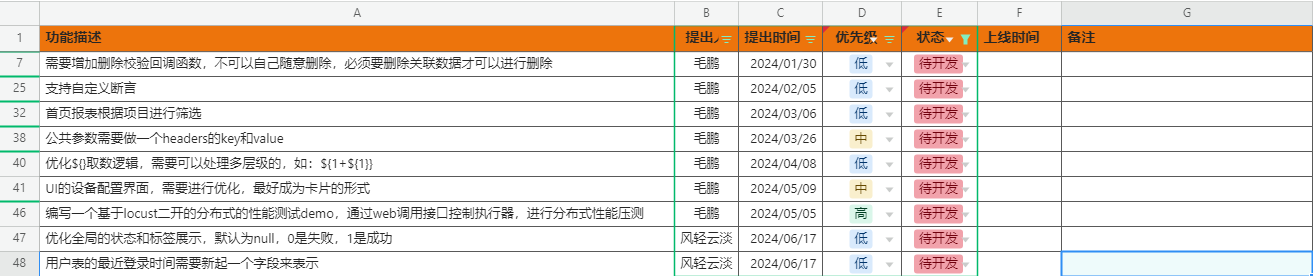 A B C D E F G
1 功能描述 提出人 提出时间 优先级 状态 上线时间 备注
7 需要增加删除校验回调函数，不可以自己随意删除，必须要删除关联数据才可以进行删除 毛鹏 2024/01/30 低 待开发
25 支持自定义断言 毛鹏 2024/02/05 低 待开发
32 首页报表根据项目进行筛选 毛鹏 2024/03/06 低 待开发
38 公共参数需要做一个headers的key和value 毛鹏 2024/03/26 中 待开发
40 优化${}取数逻辑，需要可以处理多层级的，如：${1+${1}} 毛鹏 2024/04/08 低 待开发
41 UI的设备配置界面，需要进行优化，最好成为卡片的形式 毛鹏 2024/05/09 中 待开发
46 编写一个基于locust二开的分布式的性能测试demo，通过web调用接口控制执行器，进行分布式性能压测 毛鹏 2024/05/05 高 待开发
47 优化全局的状态和标签展示，默认为null，0是失败，1是成功 风轻云淡 2024/06/17 低 待开发
48 用户表的最近登录时间需要新起一个字段来表示 风轻云淡 2024/06/17 低 待开发